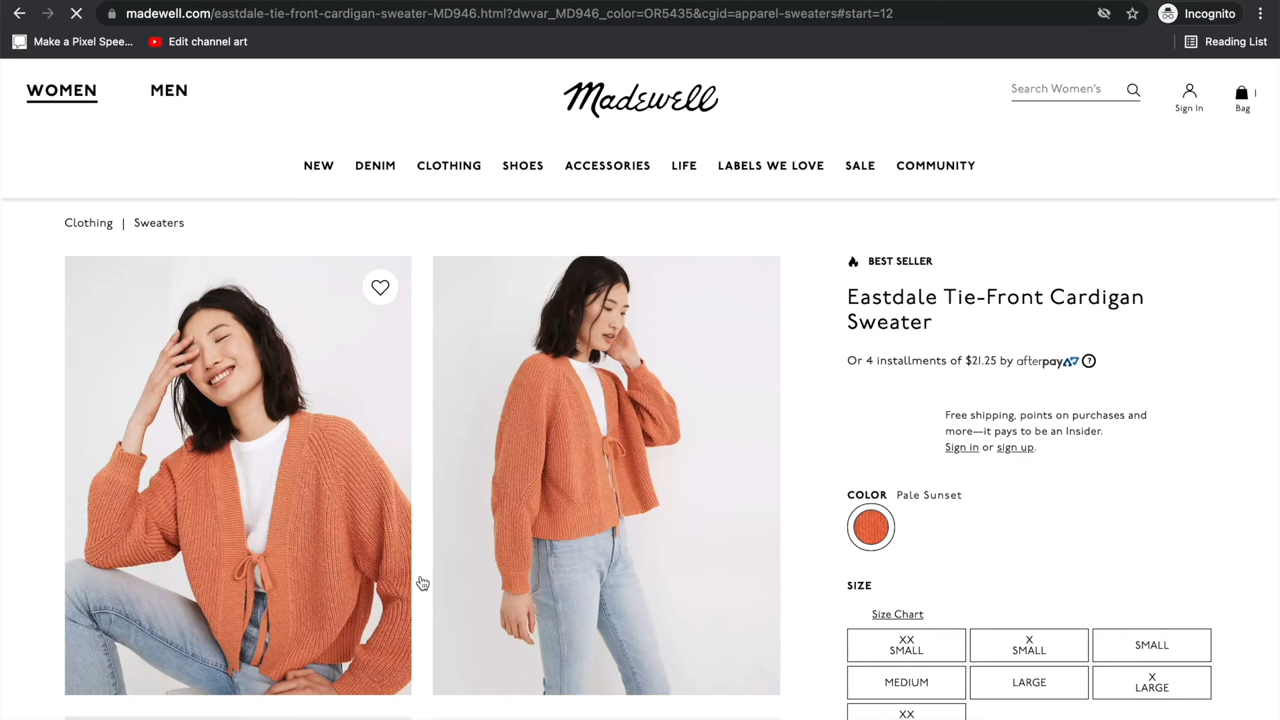 madewell.com/eastdale-tie-front-cardigan-sweater-MD946.html?dwvar_MD946_color=OR5435&cgid=apparel-sweaters#start=12
Incognito
Make a Pixel Spee...
Edit channel art
Reading List
WOMEN
MEN
Madewell
Search Women's
Sign In
Bag
1
NEW
DENIM
CLOTHING
SHOES
ACCESSORIES
LIFE
LABELS WE LOVE
SALE
COMMUNITY
Clothing | Sweaters
BEST SELLER
Eastdale Tie-Front Cardigan
Sweater
Or 4 installments of $21.25 by afterpay ?
Free shipping, points on purchases and
more—it pays to be an Insider.
Sign in or sign up.
COLOR Pale Sunset
SIZE
Size Chart
XX
SMALL
X
SMALL
SMALL
MEDIUM
LARGE
X
LARGE
XX